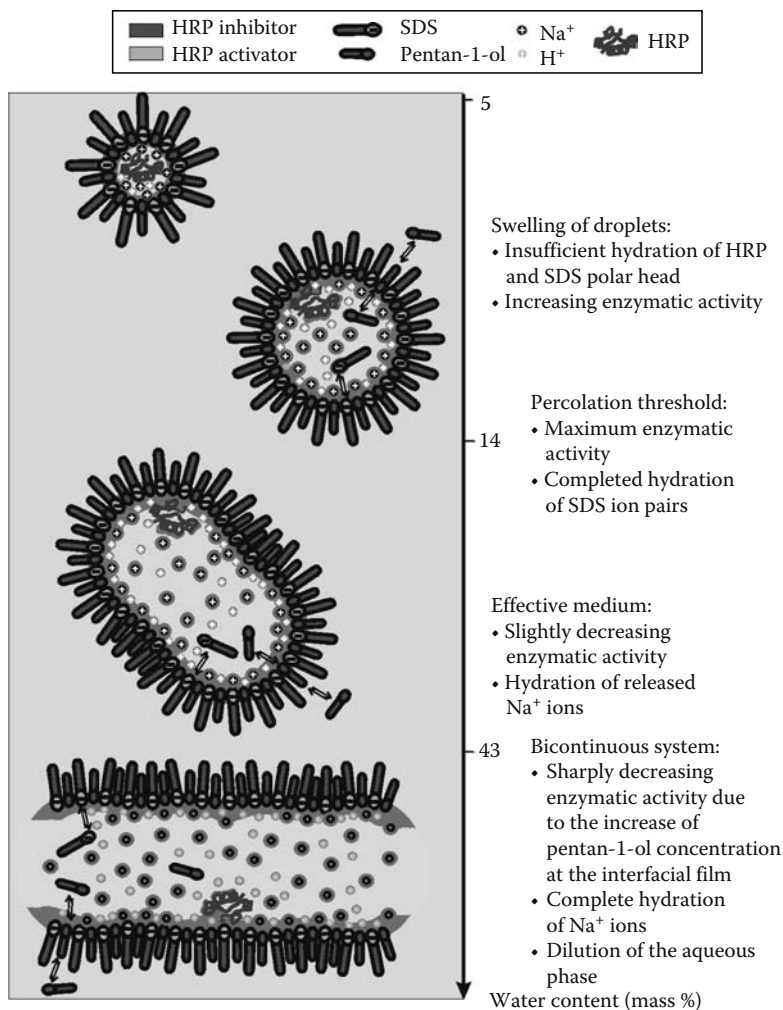 HRP inhibitor
HRP activator
SDS
Pentan-1-ol
Na⁺
H⁺
HRP
5
Swelling of droplets:
• Insufficient hydration of HRP
and SDS polar head
• Increasing enzymatic activity
Percolation threshold:
• Maximum enzymatic
activity
• Completed hydration
of SDS ion pairs
14
Effective medium:
• Slightly decreasing
enzymatic activity
• Hydration of released
Na⁺ ions
43
Bicontinuous system:
• Sharply decreasing
enzymatic activity due
to the increase of
pentan-1-ol concentration
at the interfacial film
• Complete hydration
of Na⁺ ions
• Dilution of the aqueous
phase
Water content (mass %)